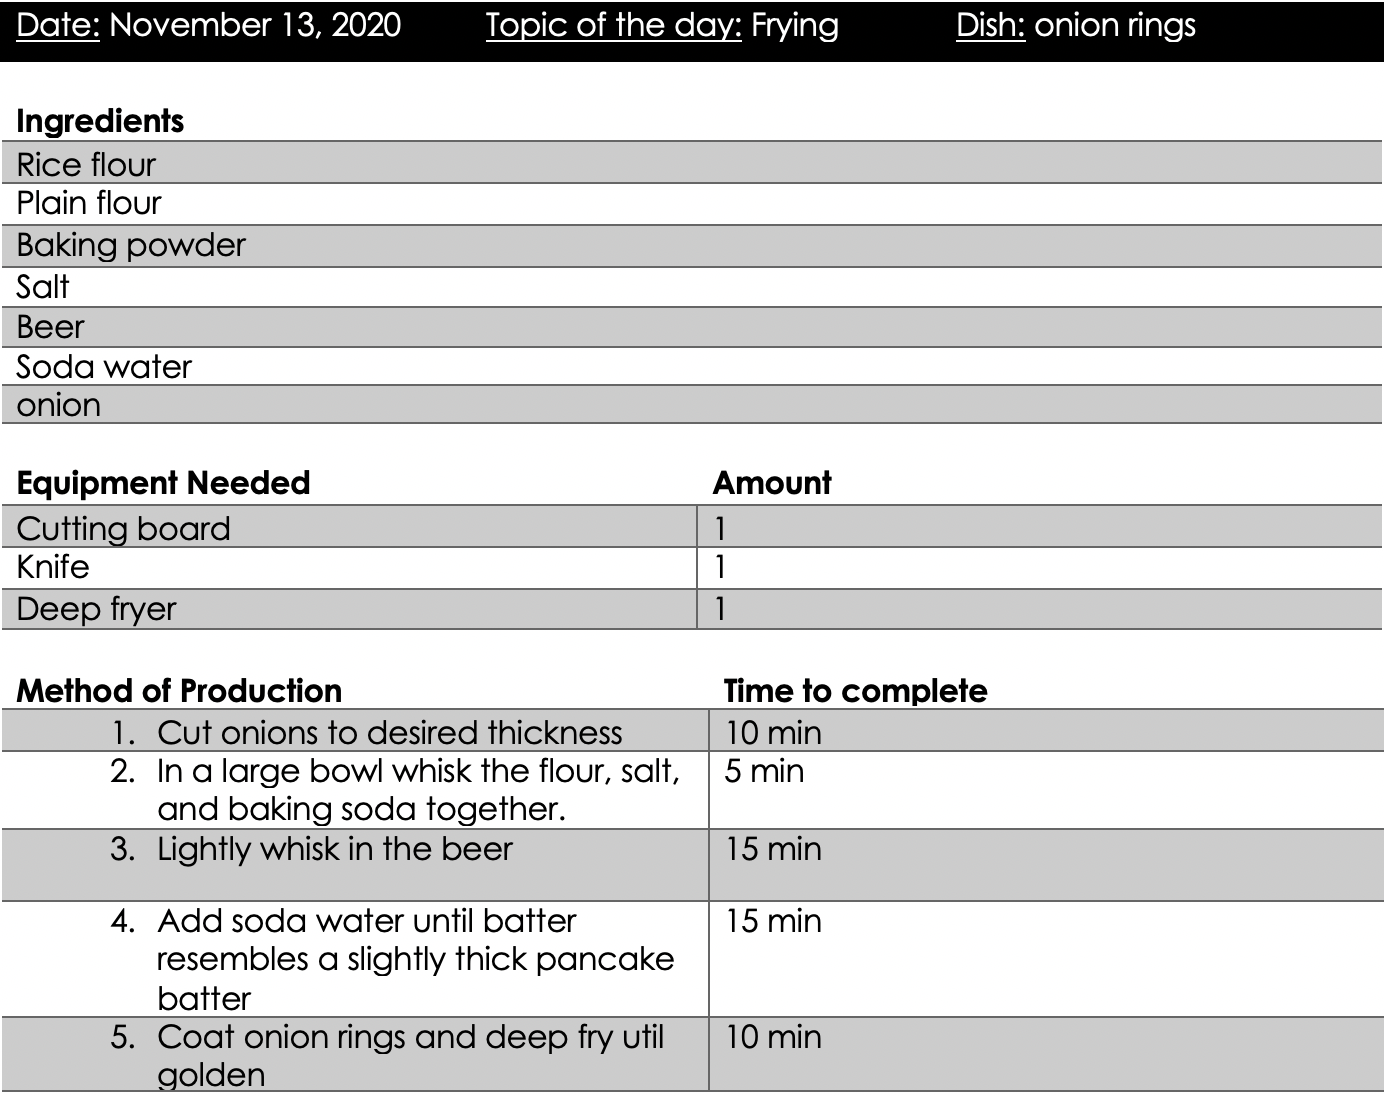 Date: November 13, 2020 Topic of the day: Frying Dish: onion rings
Ingredients
Rice flour
Plain flour
Baking powder
Salt
Beer
Soda water
onion
Equipment Needed Amount
Cutting board 1
Knife 1
Deep fryer 1
Method of Production Time to complete
1. Cut onions to desired thickness 10 min
2. In a large bowl whisk the flour, salt, 5 min
and baking soda together.
3. Lightly whisk in the beer 15 min
4. Add soda water until batter 15 min
resembles a slightly thick pancake
batter
5. Coat onion rings and deep fry util 10 min
golden